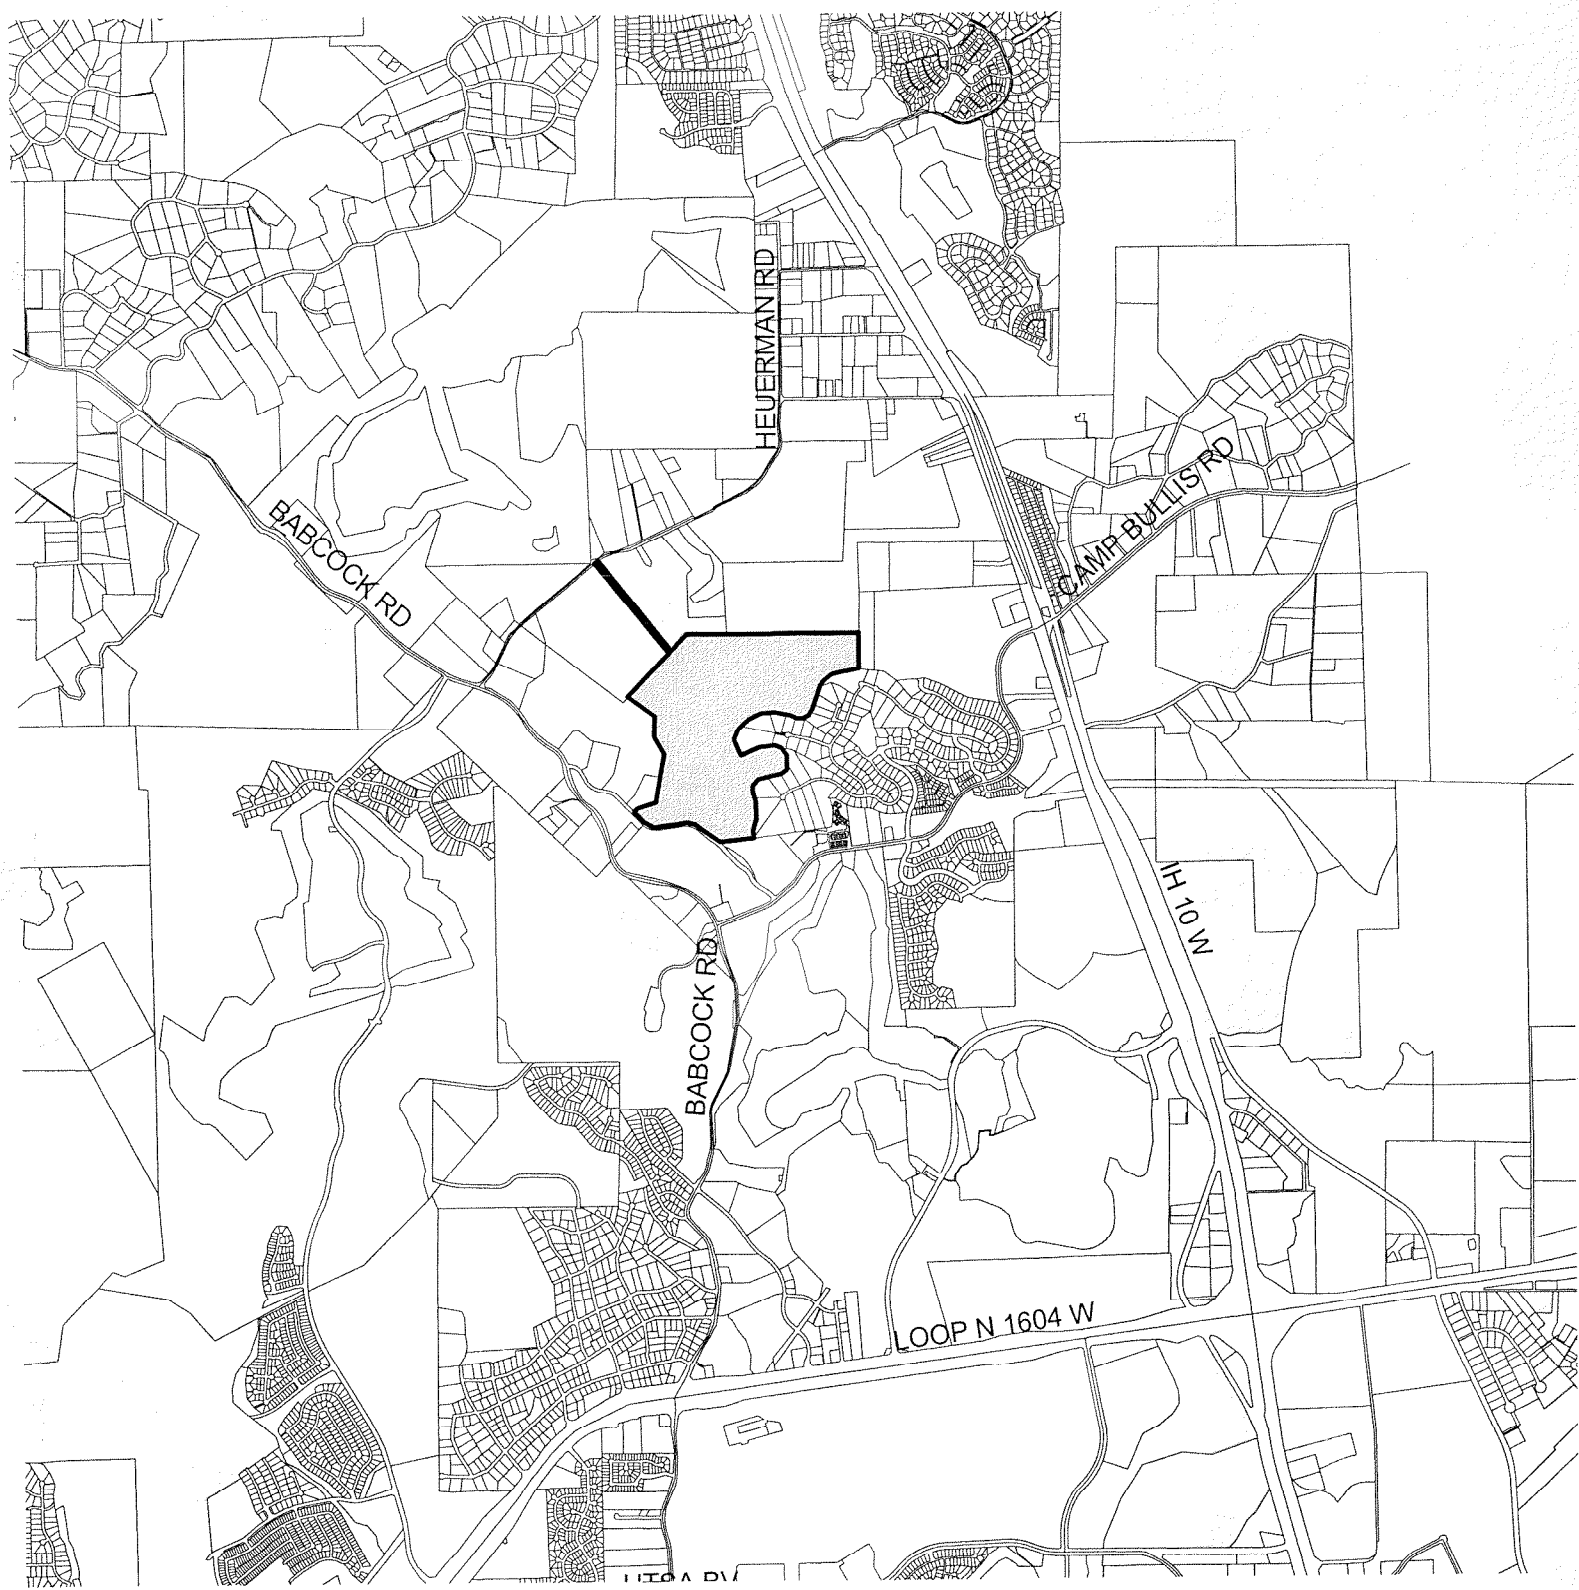 HEUERMAN RD
BABCOCK RD
CAMP BULLIS RD
IH 10 W
BABCOCK RD
LOOP N 1604 W